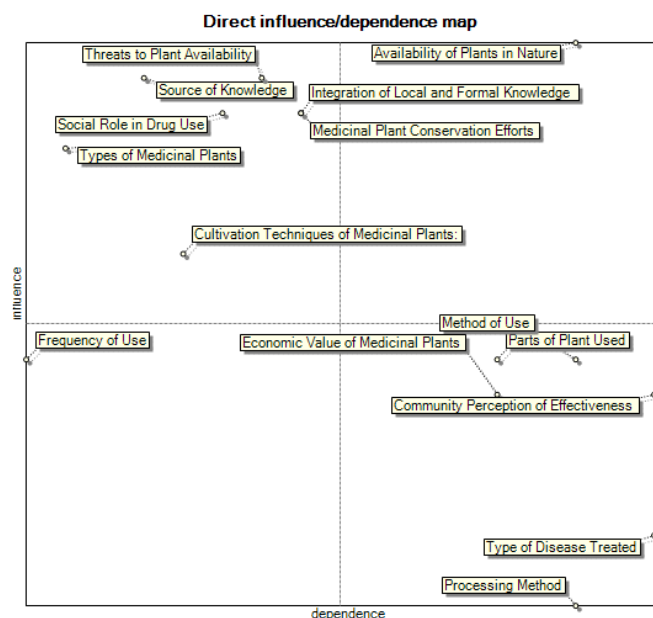 Direct influence/dependence map
Threats to Plant Availability
Availability of Plants in Nature
Source of Knowledge
Integration of Local and Formal Knowledge
Social Role in Drug Use
Medicinal Plant Conservation Efforts
Types of Medicinal Plants
Cultivation Techniques of Medicinal Plants:
influence
Method of Use
Frequency of Use
Economic Value of Medicinal Plants
Parts of Plant Used
Community Perception of Effectiveness
Type of Disease Treated
Processing Method
dependence